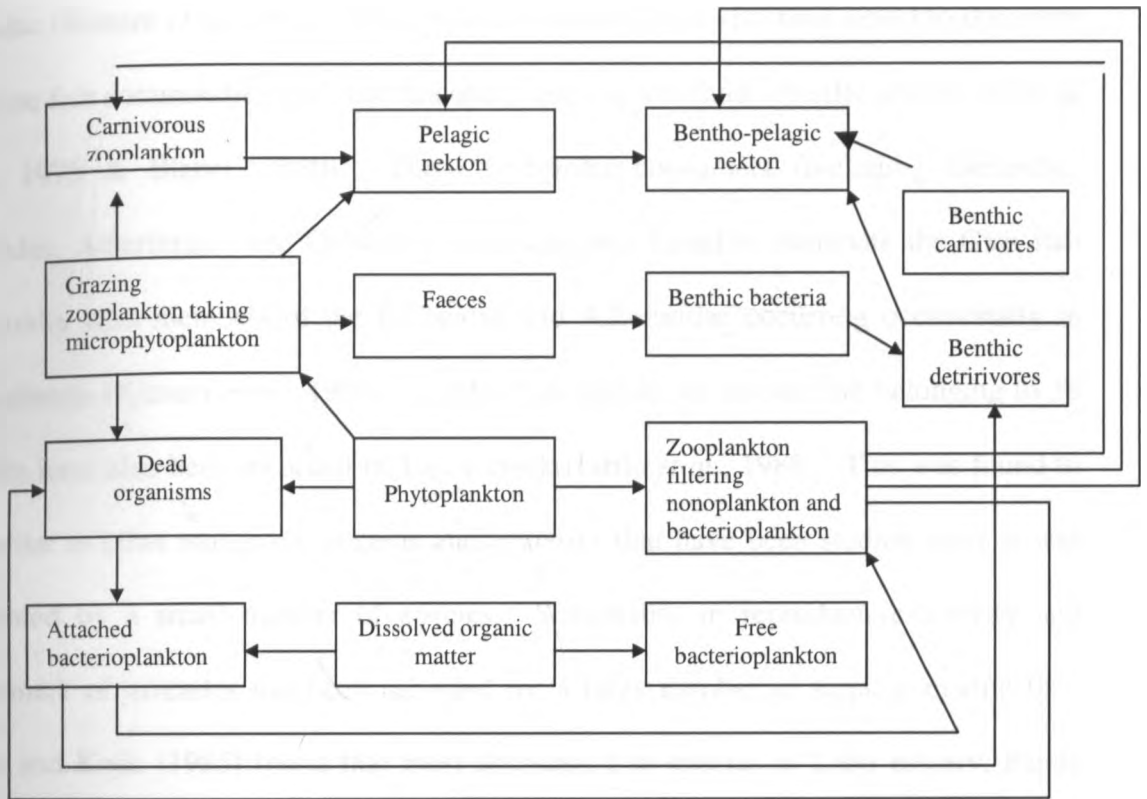 Carnivorous
zooplankton
Pelagic
nekton
Bentho-pelagic
nekton
Benthic
carnivores
Grazing
zooplankton taking
microphytoplankton
Faeces
Benthic bacteria
Benthic
detririvores
Dead
organisms
Phytoplankton
Zooplankton
filtering
nonoplankton and
bacterioplankton
Attached
bacterioplankton
Dissolved organic
matter
Free
bacterioplankton